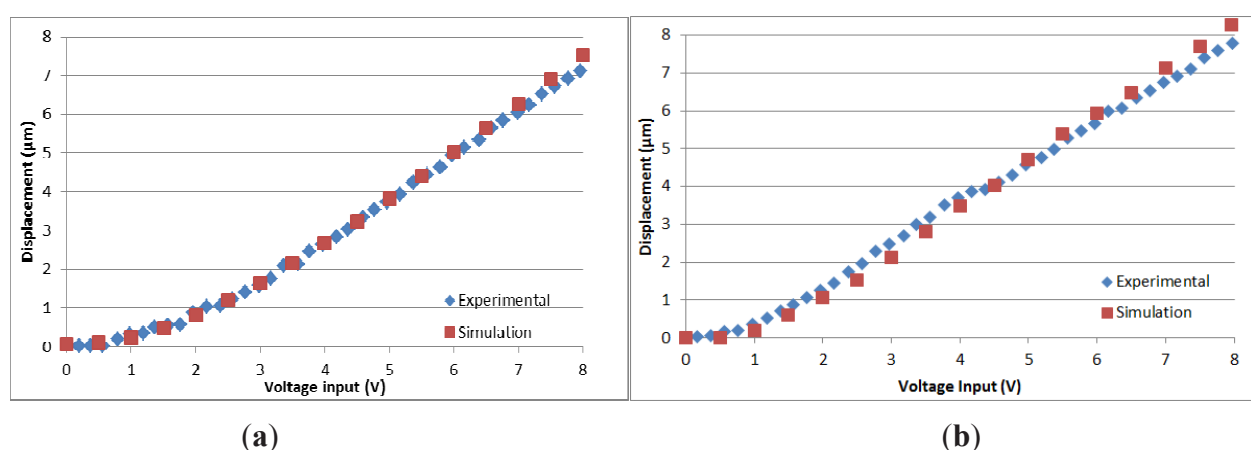 8
7
6
5
4
3
2
1
0
Displacement (µm)
Experimental
Simulation
0 1 2 3 4 5 6 7 8
Voltage input (V)
(a)
8
7
6
5
4
3
2
1
0
Displacement (µm)
Experimental
Simulation
0 1 2 3 4 5 6 7 8
Voltage Input (V)
(b)